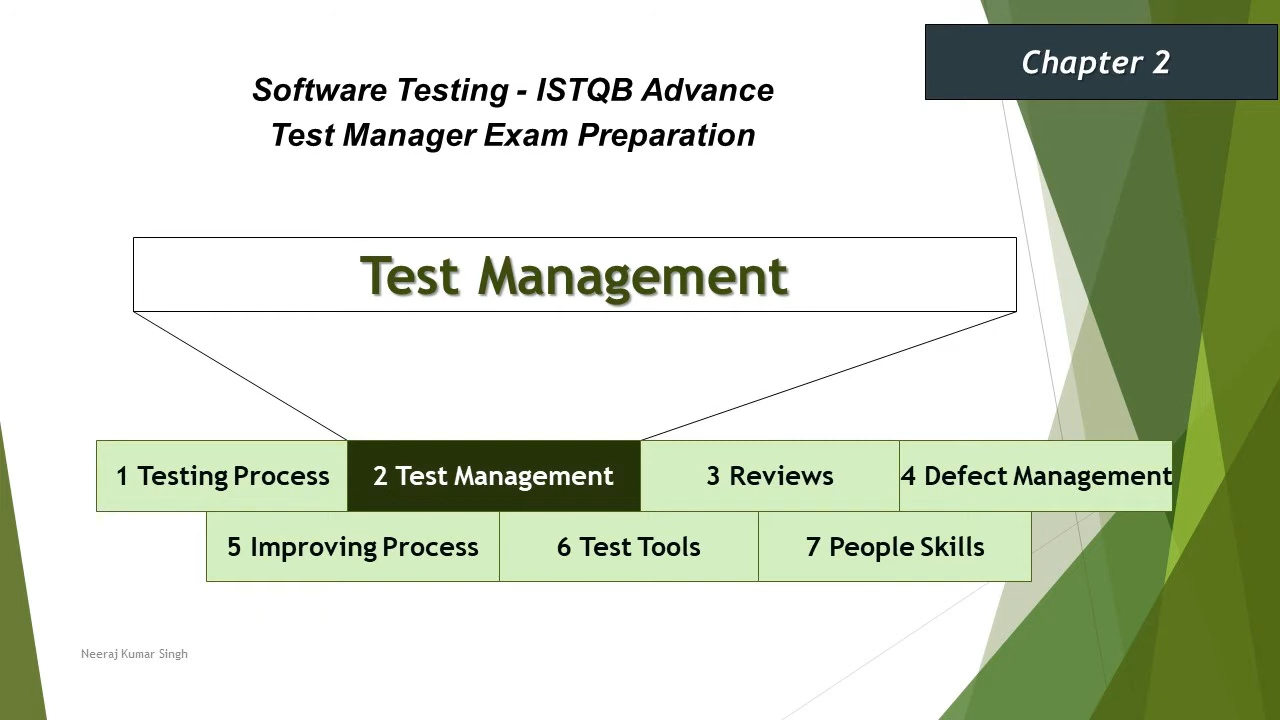 Chapter 2
Software Testing - ISTQB Advance
Test Manager Exam Preparation
Test Management
1 Testing Process
2 Test Management
3 Reviews
4 Defect Management
5 Improving Process
6 Test Tools
7 People Skills
Neeraj Kumar Singh